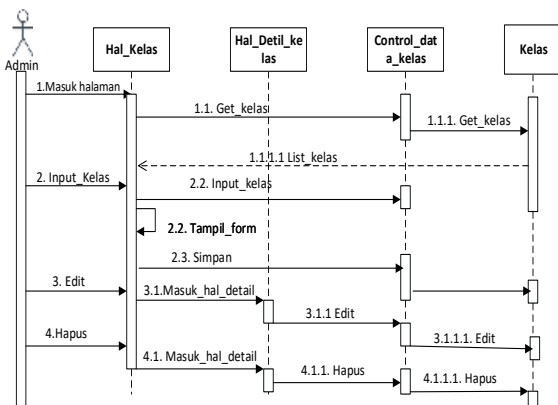 Admin
Hal_Kelas
Hal_Detil_ke
las
Control_dat
a_kelas
Kelas
1.Masuk halaman
1.1. Get_kelas
1.1.1. Get_kelas
1.1.1.1 List_kelas
2. Input_Kelas
2.2. Input_kelas
2.2. Tampil_form
2.3. Simpan
3. Edit
3.1.Masuk_hal_detail
3.1.1 Edit
3.1.1.1. Edit
4.Hapus
4.1. Masuk_hal_detail
4.1.1. Hapus
4.1.1.1. Hapus